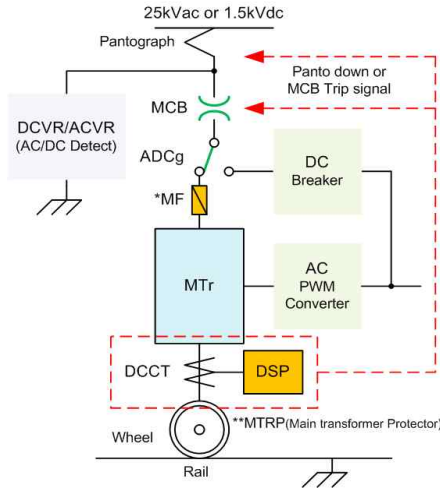 25kVac or 1.5kVdc
Pantograph
Panto down or
MCB Trip signal
MCB
DCVR/ACVR
(AC/DC Detect)
ADCg
DC
Breaker
*MF
MTr
AC
PWM
Converter
DCCT
DSP
**MTRP(Main transformer Protector)
Wheel
Rail